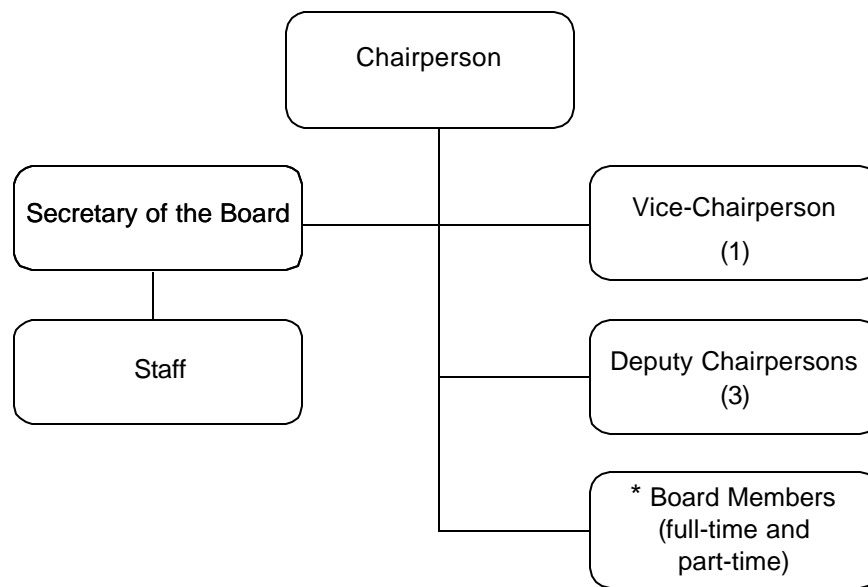 Chairperson
Secretary of the Board
Vice-Chairperson
(1)
Staff
Deputy Chairpersons
(3)
* Board Members
(full-time and
part-time)